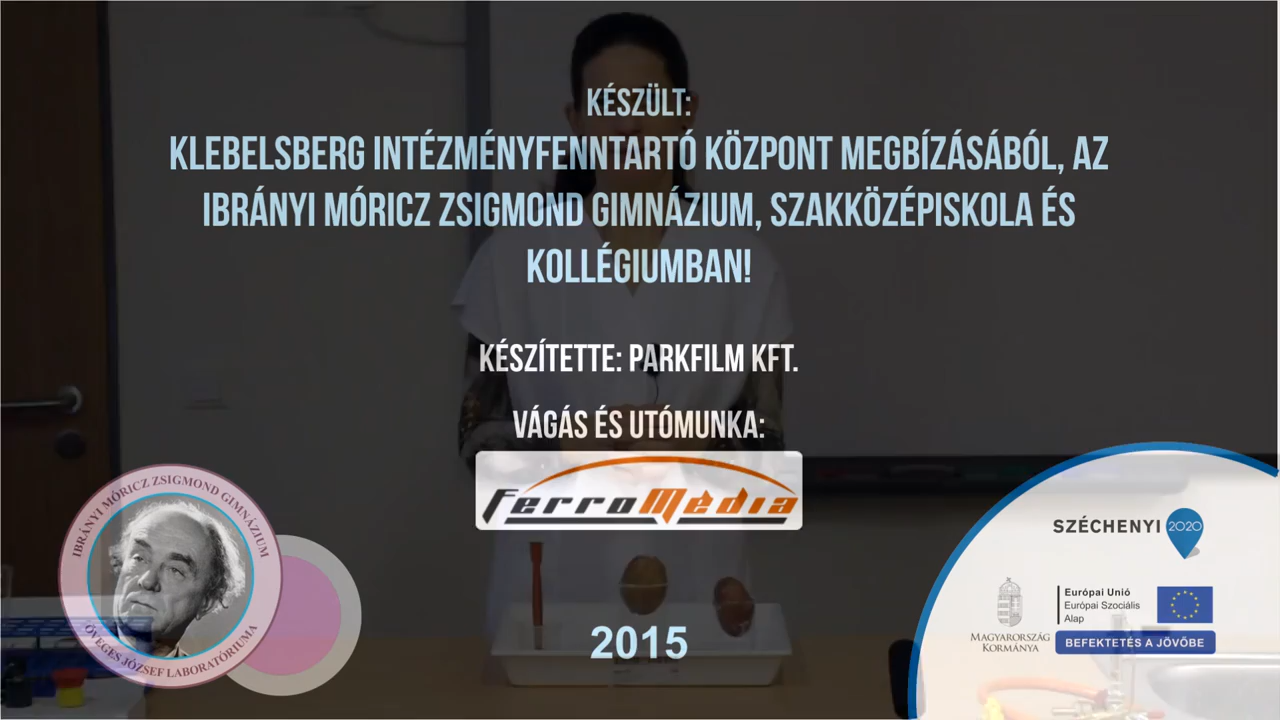 KÉSZÜLT:
KLEBELSBERG INTÉZMÉNYFENNTARTÓ KÖZPONT MEGBÍZÁSÁBÓL, AZ
IBRÁNYI MÓRICZ ZSIGMOND GIMNÁZIUM, SZAKKÖZÉPISKOLA ÉS
KOLLÉGIUMBAN!
KÉSZÍTETTE: PARKFILM KFT.
VÁGÁS ÉS UTÓMUNKA:
FerroMédia
2015
IBRÁNYI MÓRICZ ZSIGMOND GIMNÁZIUM
ÖVEGES JÓZSEF LABORATÓRIUMA
SZÉCHENYI 2020
MAGYARORSZÁG
KORMÁNYA
Európai Unió
Európai Szociális
Alap
BEFEKTETÉS A JÖVŐBE